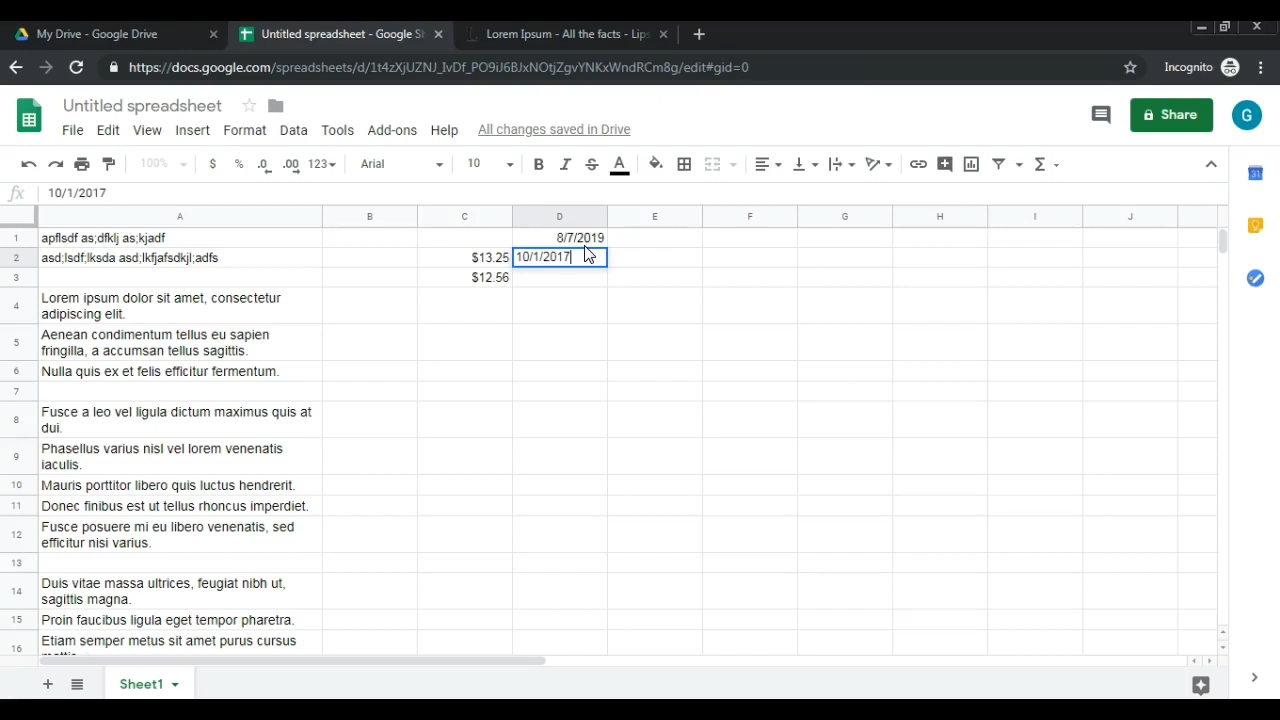 My Drive - Google Drive
Untitled spreadsheet - Google Sh
Lorem Ipsum - All the facts - Lips
https://docs.google.com/spreadsheets/d/1t4zXjUZNJ_IvDf_PO9iJ6BJxNOtjZgvYNKxWndRCm8g/edit#gid=0
Incognito
Untitled spreadsheet
Share
G
File Edit View Insert Format Data Tools Add-ons Help All changes saved in Drive
100% $ % .0 .00 123 Arial 10 B I S A Σ
31
fx 10/1/2017
A B C D E F G H I J
1 apflsdf as;dfklj as;kjadf 8/7/2019
2 asd;lsdf;lksda asd;lkfjafsdkjl;adfs $13.25 10/1/2017
3 $12.56
4 Lorem ipsum dolor sit amet, consectetur
adipiscing elit.
5 Aenean condimentum tellus eu sapien
fringilla, a accumsan tellus sagittis.
6 Nulla quis ex et felis efficitur fermentum.
7
8 Fusce a leo vel ligula dictum maximus quis at
dui.
9 Phasellus varius nisl vel lorem venenatis
iaculis.
10 Mauris porttitor libero quis luctus hendrerit.
11 Donec finibus est ut tellus rhoncus imperdiet.
12 Fusce posuere mi eu libero venenatis, sed
efficitur nisi varius.
13
14 Duis vitae massa ultrices, feugiat nibh ut,
sagittis magna.
15 Proin faucibus ligula eget tempor pharetra.
16 Etiam semper metus sit amet purus cursus
Sheet1